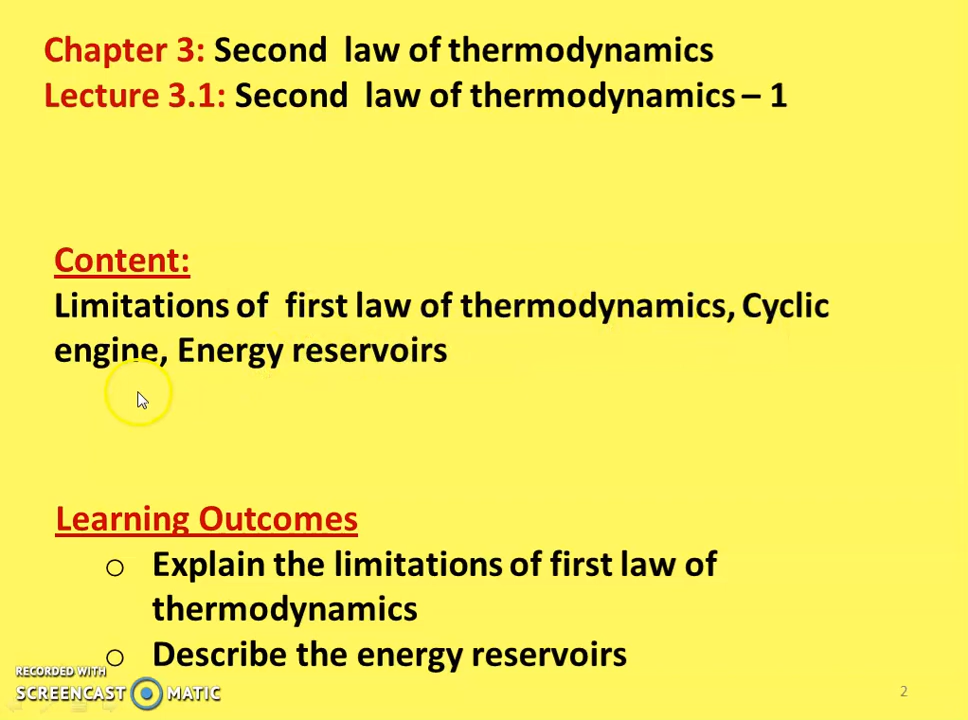 Chapter 3: Second law of thermodynamics
Lecture 3.1: Second law of thermodynamics – 1
Content:
Limitations of first law of thermodynamics, Cyclic
engine, Energy reservoirs
Learning Outcomes
o Explain the limitations of first law of
thermodynamics
o Describe the energy reservoirs
RECORDED WITH
SCREENCAST MATIC
2